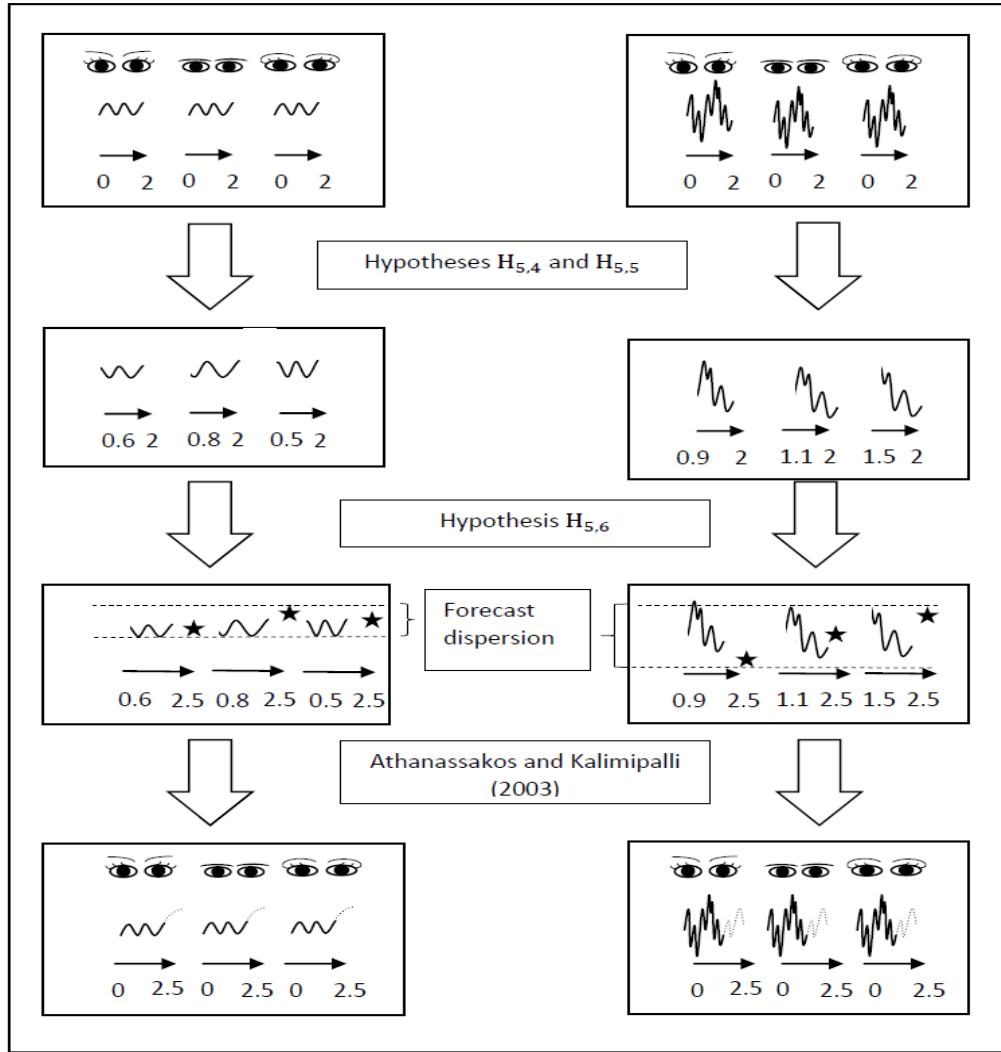 0 2 0 2 0 2
0 2 0 2 0 2
Hypotheses H5,4 and H5,5
0.6 2 0.8 2 0.5 2
0.9 2 1.1 2 1.5 2
Hypothesis H5,6
Forecast
dispersion
0.6 2.5 0.8 2.5 0.5 2.5
0.9 2.5 1.1 2.5 1.5 2.5
Athanassakos and Kalimipalli
(2003)
0 2.5 0 2.5 0 2.5
0 2.5 0 2.5 0 2.5